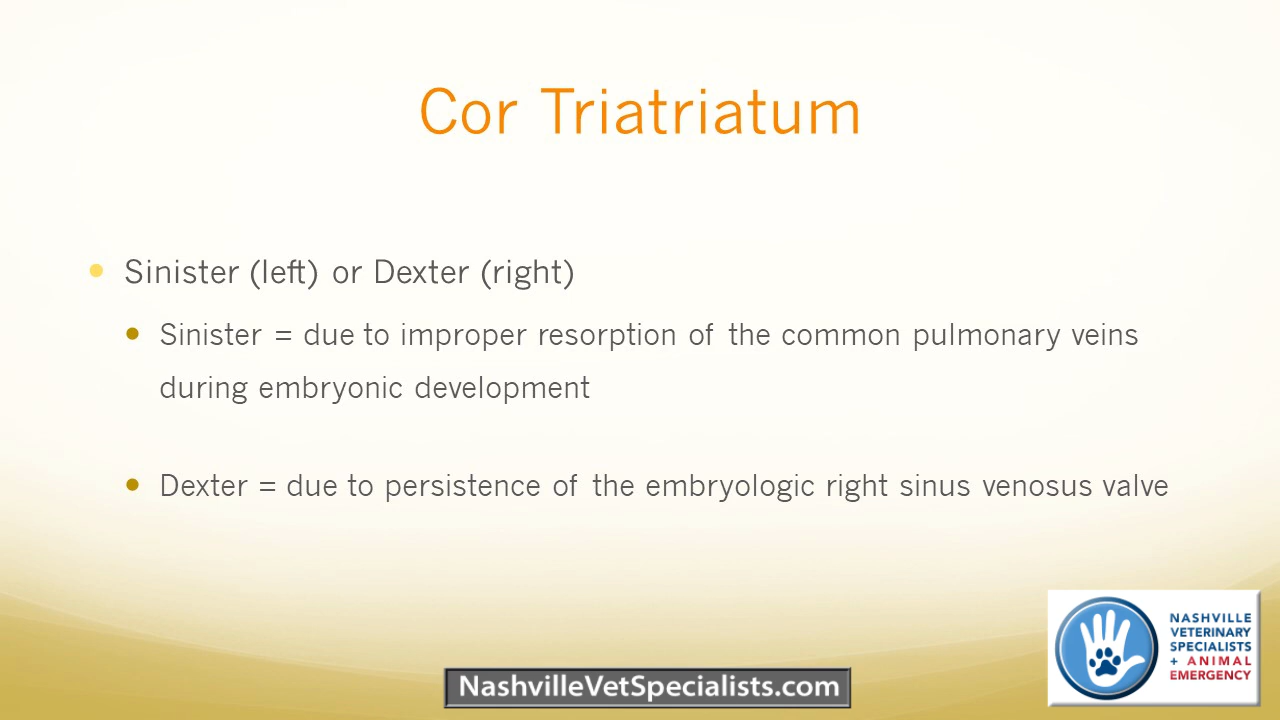 Cor Triatriatum
Sinister (left) or Dexter (right)
Sinister = due to improper resorption of the common pulmonary veins
during embryonic development
Dexter = due to persistence of the embryologic right sinus venosus valve
NASHVILLE
VETERINARY
SPECIALISTS
+ ANIMAL
EMERGENCY
NashvilleVetSpecialists.com